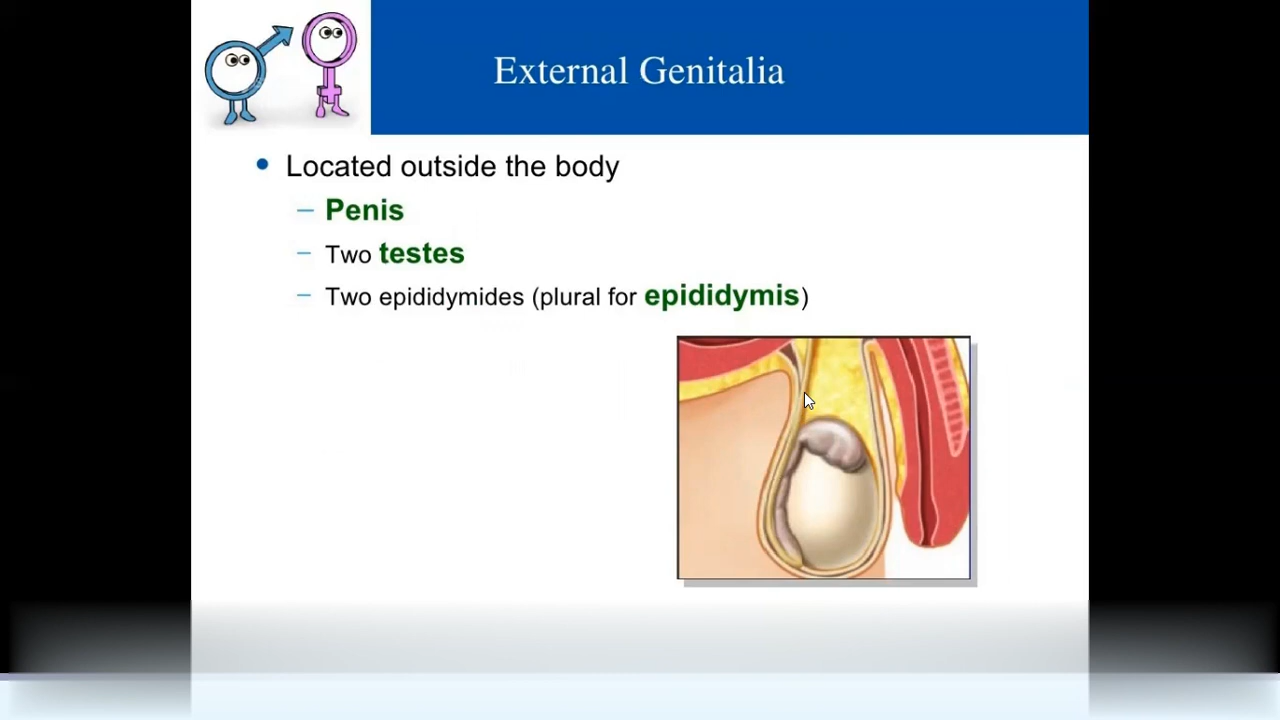 External Genitalia
• Located outside the body
– Penis
– Two testes
– Two epididymides (plural for epididymis)